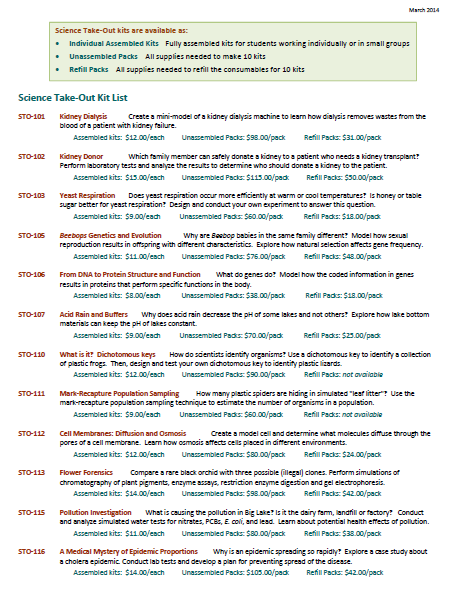 March 2014
Science Take-Out kits are available as:
• Individual Assembled Kits Fully assembled kits for students working individually or in small groups
• Unassembled Packs All supplies needed to make 10 kits
• Refill Packs All supplies needed to refill the consumables for 10 kits
Science Take-Out Kit List
STO-101 Kidney Dialysis Create a mini-model of a kidney dialysis machine to learn how dialysis removes wastes from the
blood of a patient with kidney failure.
Assembled kits: $12.00/each Unassembled Packs: $98.00/pack Refill Packs: $31.00/pack
STO-102 Kidney Donor Which family member can safely donate a kidney to a patient who needs a kidney transplant?
Perform laboratory tests and analyze the results to determine who should donate a kidney to the patient.
Assembled kits: $15.00/each Unassembled Packs: $115.00/pack Refill Packs: $50.00/pack
STO-103 Yeast Respiration Does yeast respiration occur more efficiently at warm or cool temperatures? Is honey or table
sugar better for yeast respiration? Design and conduct your own experiment to answer this question.
Assembled kits: $9.00/each Unassembled Packs: $60.00/pack Refill Packs: $18.00/pack
STO-105 Beebops Genetics and Evolution Why are Beebop babies in the same family different? Model how sexual
reproduction results in offspring with different characteristics. Explore how natural selection affects gene frequency.
Assembled kits: $11.00/each Unassembled Packs: $76.00/pack Refill Packs: $48.00/pack
STO-106 From DNA to Protein Structure and Function What do genes do? Model how the coded information in genes
results in proteins that perform specific functions in the body.
Assembled kits: $8.00/each Unassembled Packs: $38.00/pack Refill Packs: $18.00/pack
STO-107 Acid Rain and Buffers Why does acid rain decrease the pH of some lakes and not others? Explore how lake bottom
materials can keep the pH of lakes constant.
Assembled kits: $9.00/each Unassembled Packs: $70.00/pack Refill Packs: $25.00/pack
STO-110 What is it? Dichotomous keys How do scientists identify organisms? Use a dichotomous key to identify a collection
of plastic frogs. Then, design and test your own dichotomous key to identify plastic lizards.
Assembled kits: $12.00/each Unassembled Packs: $90.00/pack Refill Packs: not available
STO-111 Mark-Recapture Population Sampling How many plastic spiders are hiding in simulated "leaf litter"? Use the
mark-recapture sampling technique to estimate the number of organisms in a population.
Assembled kits: $9.00/each Unassembled Packs: $60.00/pack Refill Packs: not available
STO-112 Cell Membranes: Diffusion and Osmosis Create a model cell and determine what molecules diffuse through the
pores of a cell membrane. Learn how osmosis affects cells placed in different environments.
Assembled kits: $12.00/each Unassembled Packs: $80.00/pack Refill Packs: $24.00/pack
STO-113 Flower Forensics Compare a rare black orchid with three possible (illegal) clones. Perform simulations of
chromatography of plant pigments, enzyme assays, restriction enzyme digestion and gel electrophoresis.
Assembled kits: $14.00/each Unassembled Packs: $98.00/pack Refill Packs: $42.00/pack
STO-115 Pollution Investigation What is causing the pollution in Big Lake? Is it the dairy farm, landfill or factory? Conduct
and analyze simulated water tests for nitrates, PCBs, E. coli, and lead. Learn about potential health effects of pollution.
Assembled kits: $11.00/each Unassembled Packs: $80.00/pack Refill Packs: $38.00/pack
STO-116 A Medical Mystery of Epidemic Proportions Why is an epidemic spreading so rapidly? Explore a case study about
a cholera epidemic. Conduct lab tests and develop a plan for preventing spread of the disease.
Assembled kits: $14.00/each Unassembled Packs: $105.00/pack Refill Packs: $42.00/pack